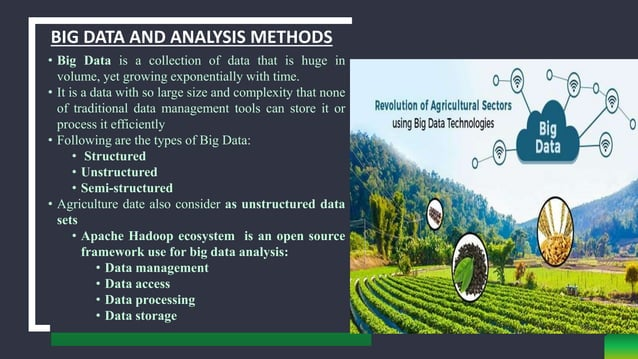 BIG DATA AND ANALYSIS METHODS
• Big Data is a collection of data that is huge in
volume, yet growing exponentially with time.
• It is a data with so large size and complexity that none
of traditional data management tools can store it or
process it efficiently
• Following are the types of Big Data:
• Structured
• Unstructured
• Semi-structured
• Agriculture date also consider as unstructured data
sets
• Apache Hadoop ecosystem is an open source
framework use for big data analysis:
• Data management
• Data access
• Data processing
• Data storage
Revolution of Agricultural Sectors
using Big Data Technologies
Big
Data